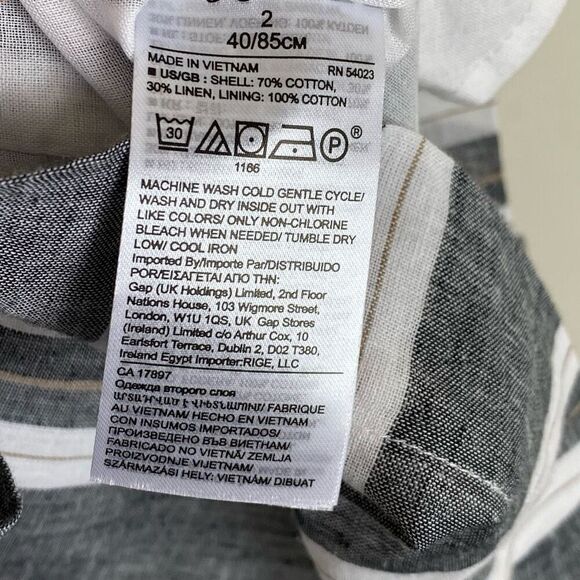 2
40/85CM
MADE IN VIETNAM RN 54023
■ US/GB : SHELL: 70% COTTON,
30% LINEN, LINING: 100% COTTON
30 P ®
1166
MACHINE WASH COLD GENTLE CYCLE/
WASH AND DRY INSIDE OUT WITH
LIKE COLORS/ ONLY NON-CHLORINE
BLEACH WHEN NEEDED/ TUMBLE DRY
LOW/ COOL IRON
Imported By/Importe Par/DISTRIBUIDO
POR/ΕΙΣΑΓΕΤΑΙ ΑΠΟ ΤΗΝ
Gap (UK Holdings) Limited, 2nd Floor
Nations House, 103 Wigmore Street
London, W1U 1QS, UK Gap Stores
(Ireland) Limited c/o Arthur Cox, 10
Earlsfort Terrace, Dublin 2, D02 T380,
Ireland Egypt Importer:RIGE, LLC
CA 17897
Одежда второго слоя
FABRIQUE
AU VIETNAM/ HECHO EN VIETNAM
CON INSUMOS IMPORTADOS/
ПРОИЗВЕДЕНО ВЪВ ВИЕТНАМ/
FABRICADO NO VIETNÃ/ ZEMLJA
PROIZVODNJE VIJETNAM/
SZÁRMAZÁSI HELY: VIETNÁM/ DIBUAT